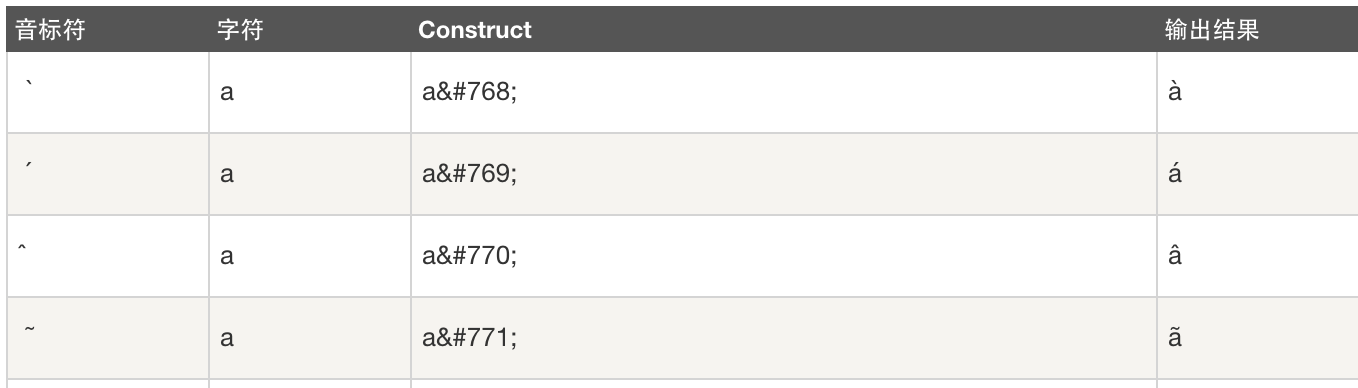 音标符 字符 Construct 输出结果
̀ a a&#768; à
́ a a&#769; á
̂ a a&#770; â
̃ a a&#771; ã